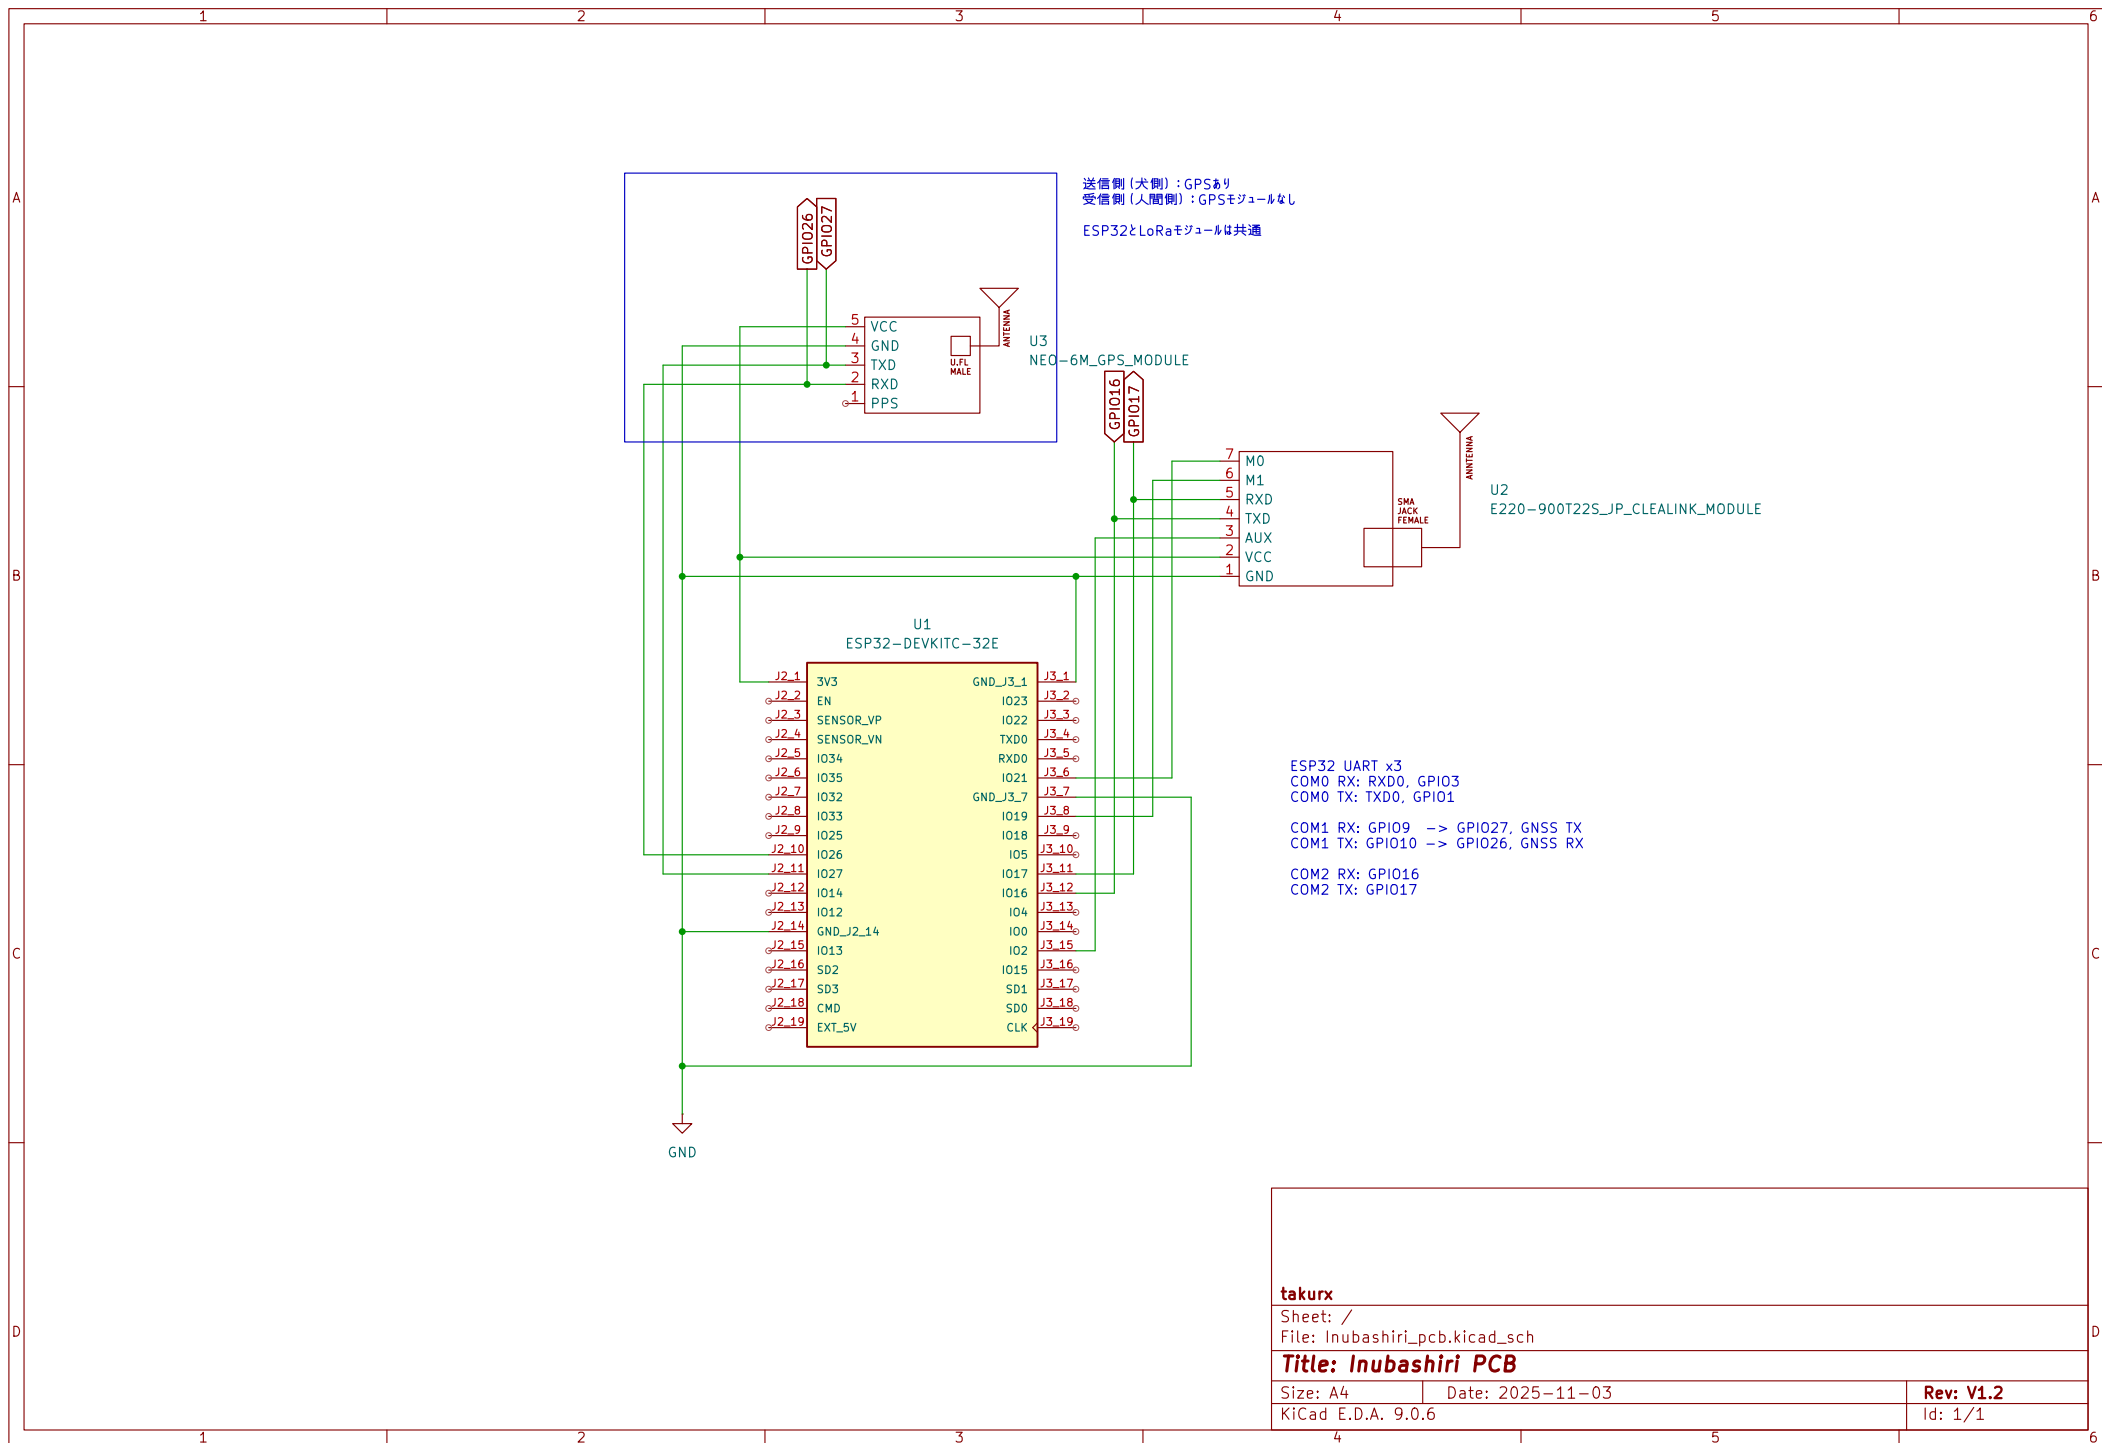 1 2 3 4 5 6
A A
B B
C C
D D
送信側(犬側):GPSあり
受信側(人間側):GPSモジュールなし
ESP32とLoRaモジュールは共通
GPIO26
GPIO27
5 VCC
4 GND
3 TXD
2 RXD
1 PPS
U.FL
MALE
ANTENNA
U3
NEO-6M_GPS_MODULE
GPIO16
GPIO17
7 M0
6 M1
5 RXD
4 TXD
3 AUX
2 VCC
1 GND
SMA
JACK
FEMALE
ANNTENNA
U2
E220-900T22S_JP_CLEALINK_MODULE
U1
ESP32-DEVKITC-32E
J2_1 3V3 GND_J3_1 J3_1
J2_2 EN IO23 J3_2
J2_3 SENSOR_VP IO22 J3_3
J2_4 SENSOR_VN TXD0 J3_4
J2_5 IO34 RXD0 J3_5
J2_6 IO35 IO21 J3_6
J2_7 IO32 GND_J3_7 J3_7
J2_8 IO33 IO19 J3_8
J2_9 IO25 IO18 J3_9
J2_10 IO26 IO5 J3_10
J2_11 IO27 IO17 J3_11
J2_12 IO14 IO16 J3_12
J2_13 IO12 IO4 J3_13
J2_14 GND_J2_14 IO0 J3_14
J2_15 IO13 IO2 J3_15
J2_16 SD2 IO15 J3_16
J2_17 SD3 SD1 J3_17
J2_18 CMD SD0 J3_18
J2_19 EXT_5V CLK J3_19
ESP32 UART x3
COM0 RX: RXD0, GPIO3
COM0 TX: TXD0, GPIO1
COM1 RX: GPIO9 -> GPIO27, GNSS TX
COM1 TX: GPIO10 -> GPIO26, GNSS RX
COM2 RX: GPIO16
COM2 TX: GPIO17
GND
takurx
Sheet: /
File: Inubashiri_pcb.kicad_sch
Title: Inubashiri PCB
Size: A4 Date: 2025-11-03 Rev: V1.2
KiCad E.D.A. 9.0.6 Id: 1/1
1 2 3 4 5 6